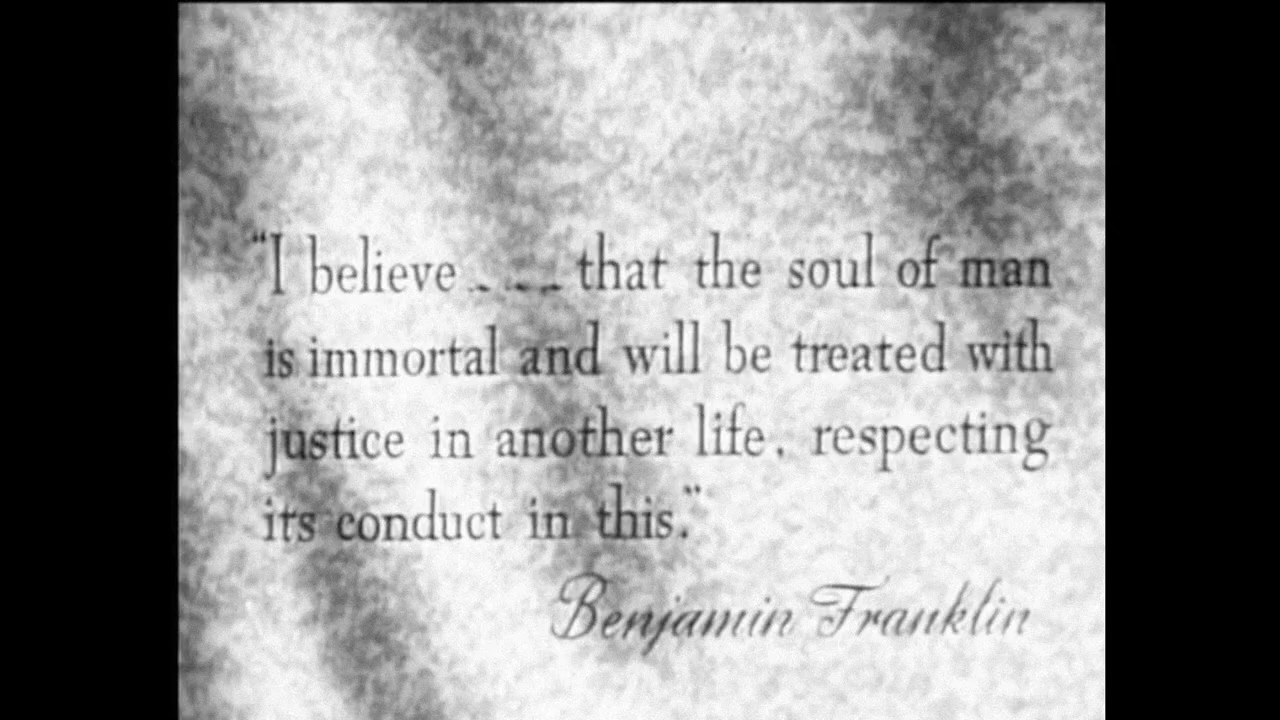 "I believe . . . that the soul of man
is immortal and will be treated with
justice in another life, respecting
its conduct in this."
Benjamin Franklin